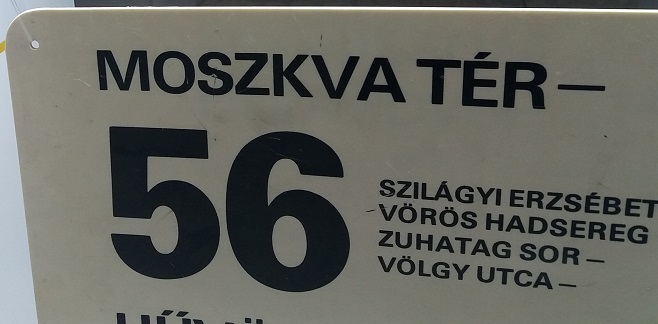 MOSZKVA TÉR —
56
SZILÁGYI ERZSÉBET
VÖRÖS HADSEREG
ZUHATAG SOR —
VÖLGY UTCA —